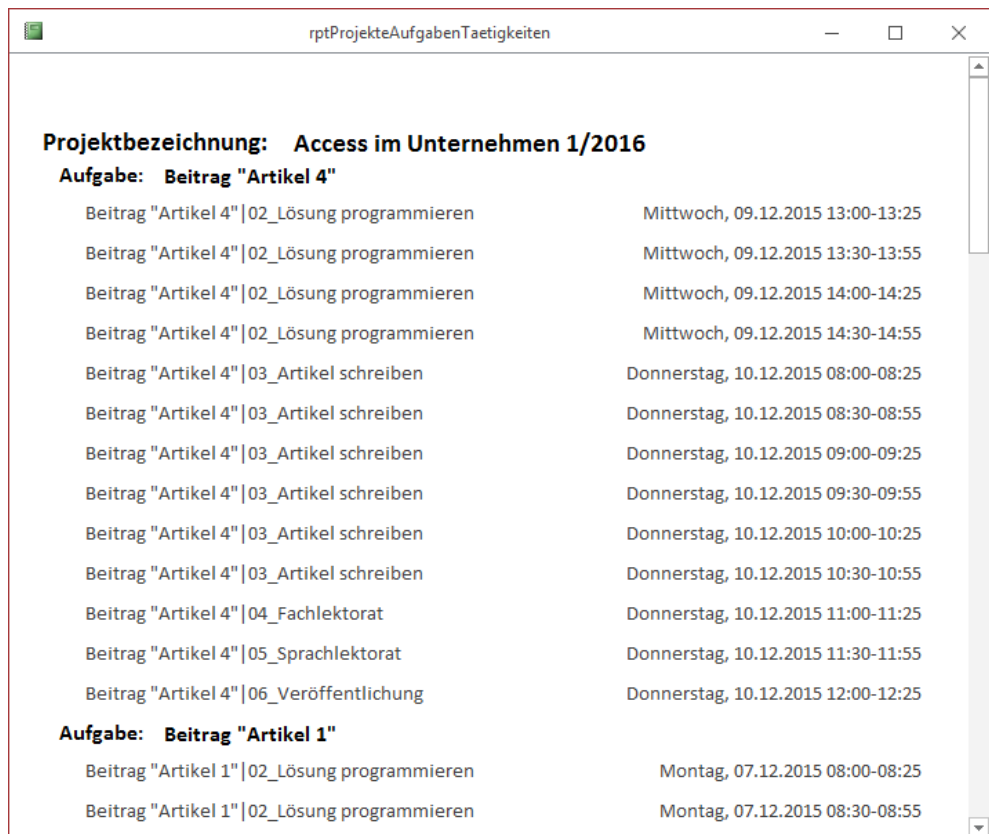 rptProjekteAufgabenTaetigkeiten
Projektbezeichnung: Access im Unternehmen 1/2016
Aufgabe: Beitrag "Artikel 4"
Beitrag "Artikel 4"|02_Lösung programmieren Mittwoch, 09.12.2015 13:00-13:25
Beitrag "Artikel 4"|02_Lösung programmieren Mittwoch, 09.12.2015 13:30-13:55
Beitrag "Artikel 4"|02_Lösung programmieren Mittwoch, 09.12.2015 14:00-14:25
Beitrag "Artikel 4"|02_Lösung programmieren Mittwoch, 09.12.2015 14:30-14:55
Beitrag "Artikel 4"|03_Artikel schreiben Donnerstag, 10.12.2015 08:00-08:25
Beitrag "Artikel 4"|03_Artikel schreiben Donnerstag, 10.12.2015 08:30-08:55
Beitrag "Artikel 4"|03_Artikel schreiben Donnerstag, 10.12.2015 09:00-09:25
Beitrag "Artikel 4"|03_Artikel schreiben Donnerstag, 10.12.2015 09:30-09:55
Beitrag "Artikel 4"|03_Artikel schreiben Donnerstag, 10.12.2015 10:00-10:25
Beitrag "Artikel 4"|03_Artikel schreiben Donnerstag, 10.12.2015 10:30-10:55
Beitrag "Artikel 4"|04_Fachlektorat Donnerstag, 10.12.2015 11:00-11:25
Beitrag "Artikel 4"|05_Sprachlektorat Donnerstag, 10.12.2015 11:30-11:55
Beitrag "Artikel 4"|06_Veröffentlichung Donnerstag, 10.12.2015 12:00-12:25
Aufgabe: Beitrag "Artikel 1"
Beitrag "Artikel 1"|02_Lösung programmieren Montag, 07.12.2015 08:00-08:25
Beitrag "Artikel 1"|02_Lösung programmieren Montag, 07.12.2015 08:30-08:55